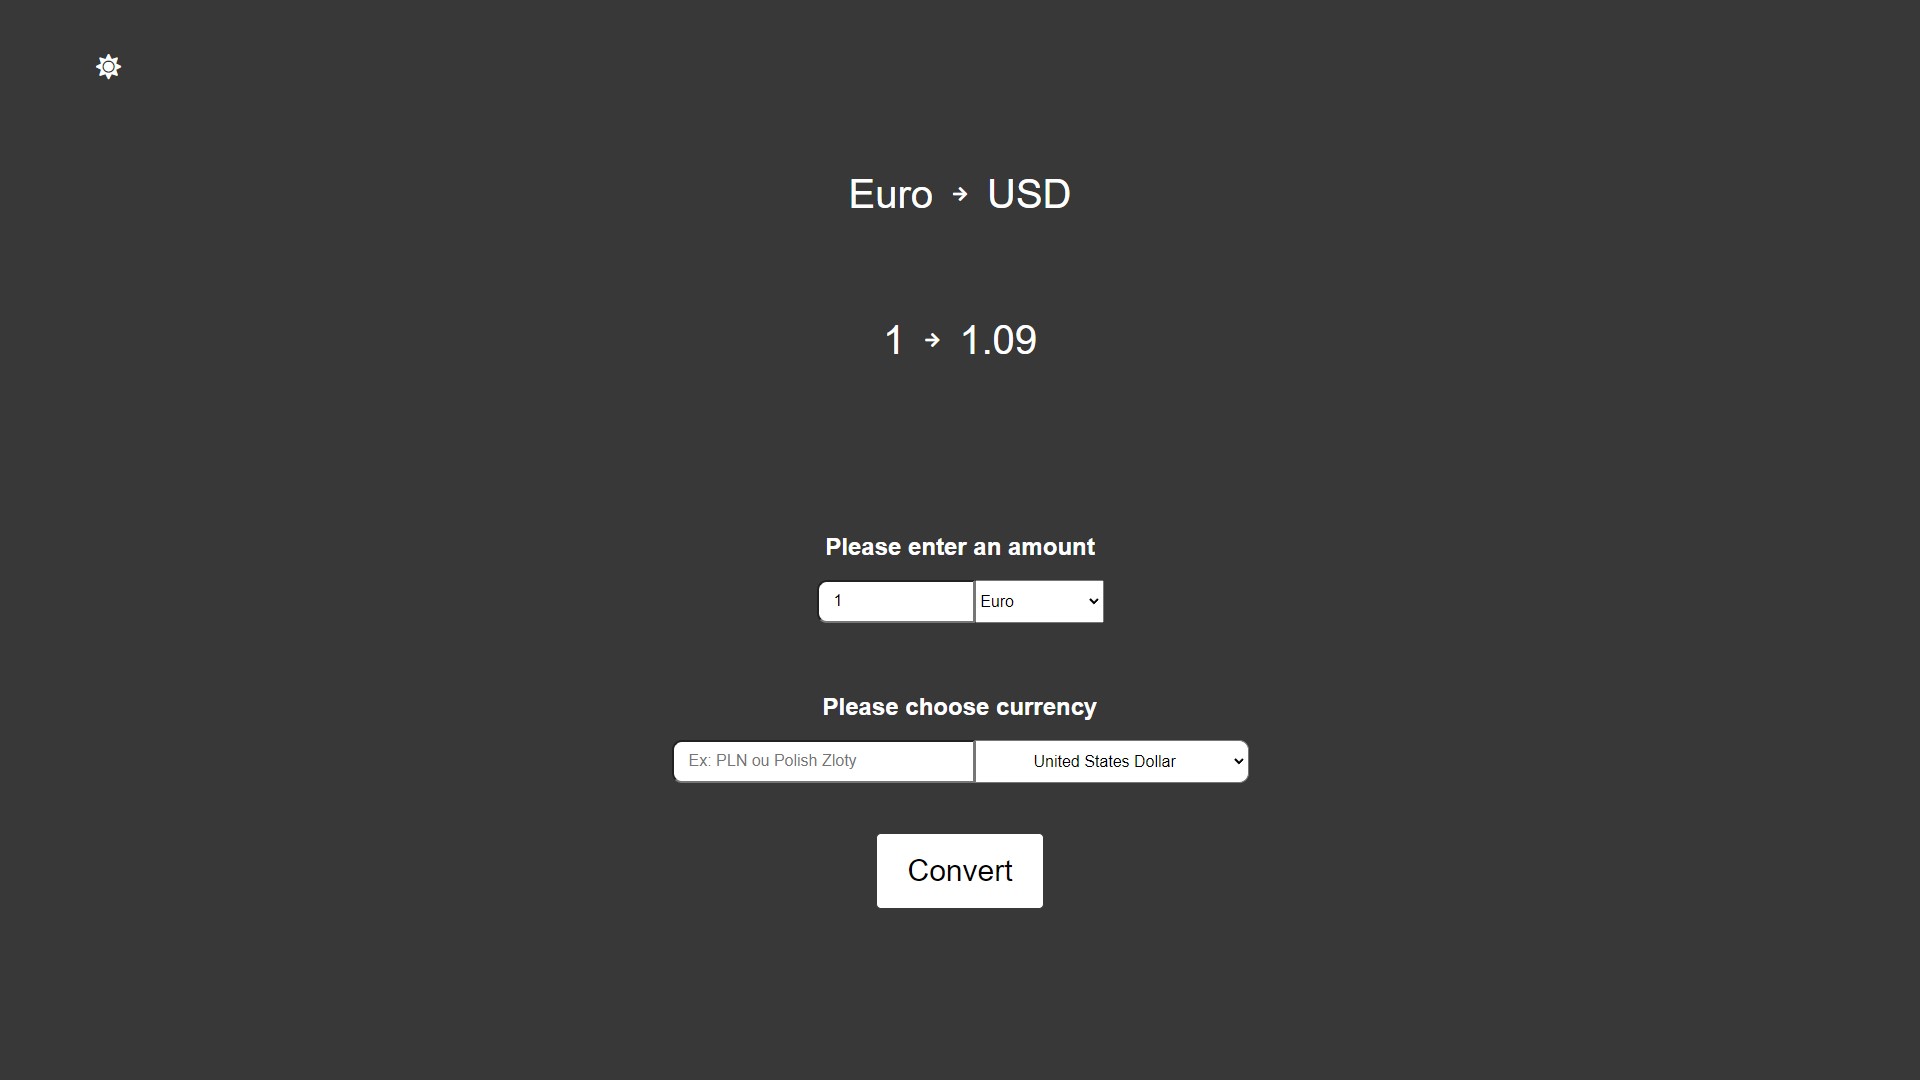 Euro → USD
1 → 1.09
Please enter an amount
1 Euro
Please choose currency
Ex: PLN ou Polish Zloty United States Dollar
Convert